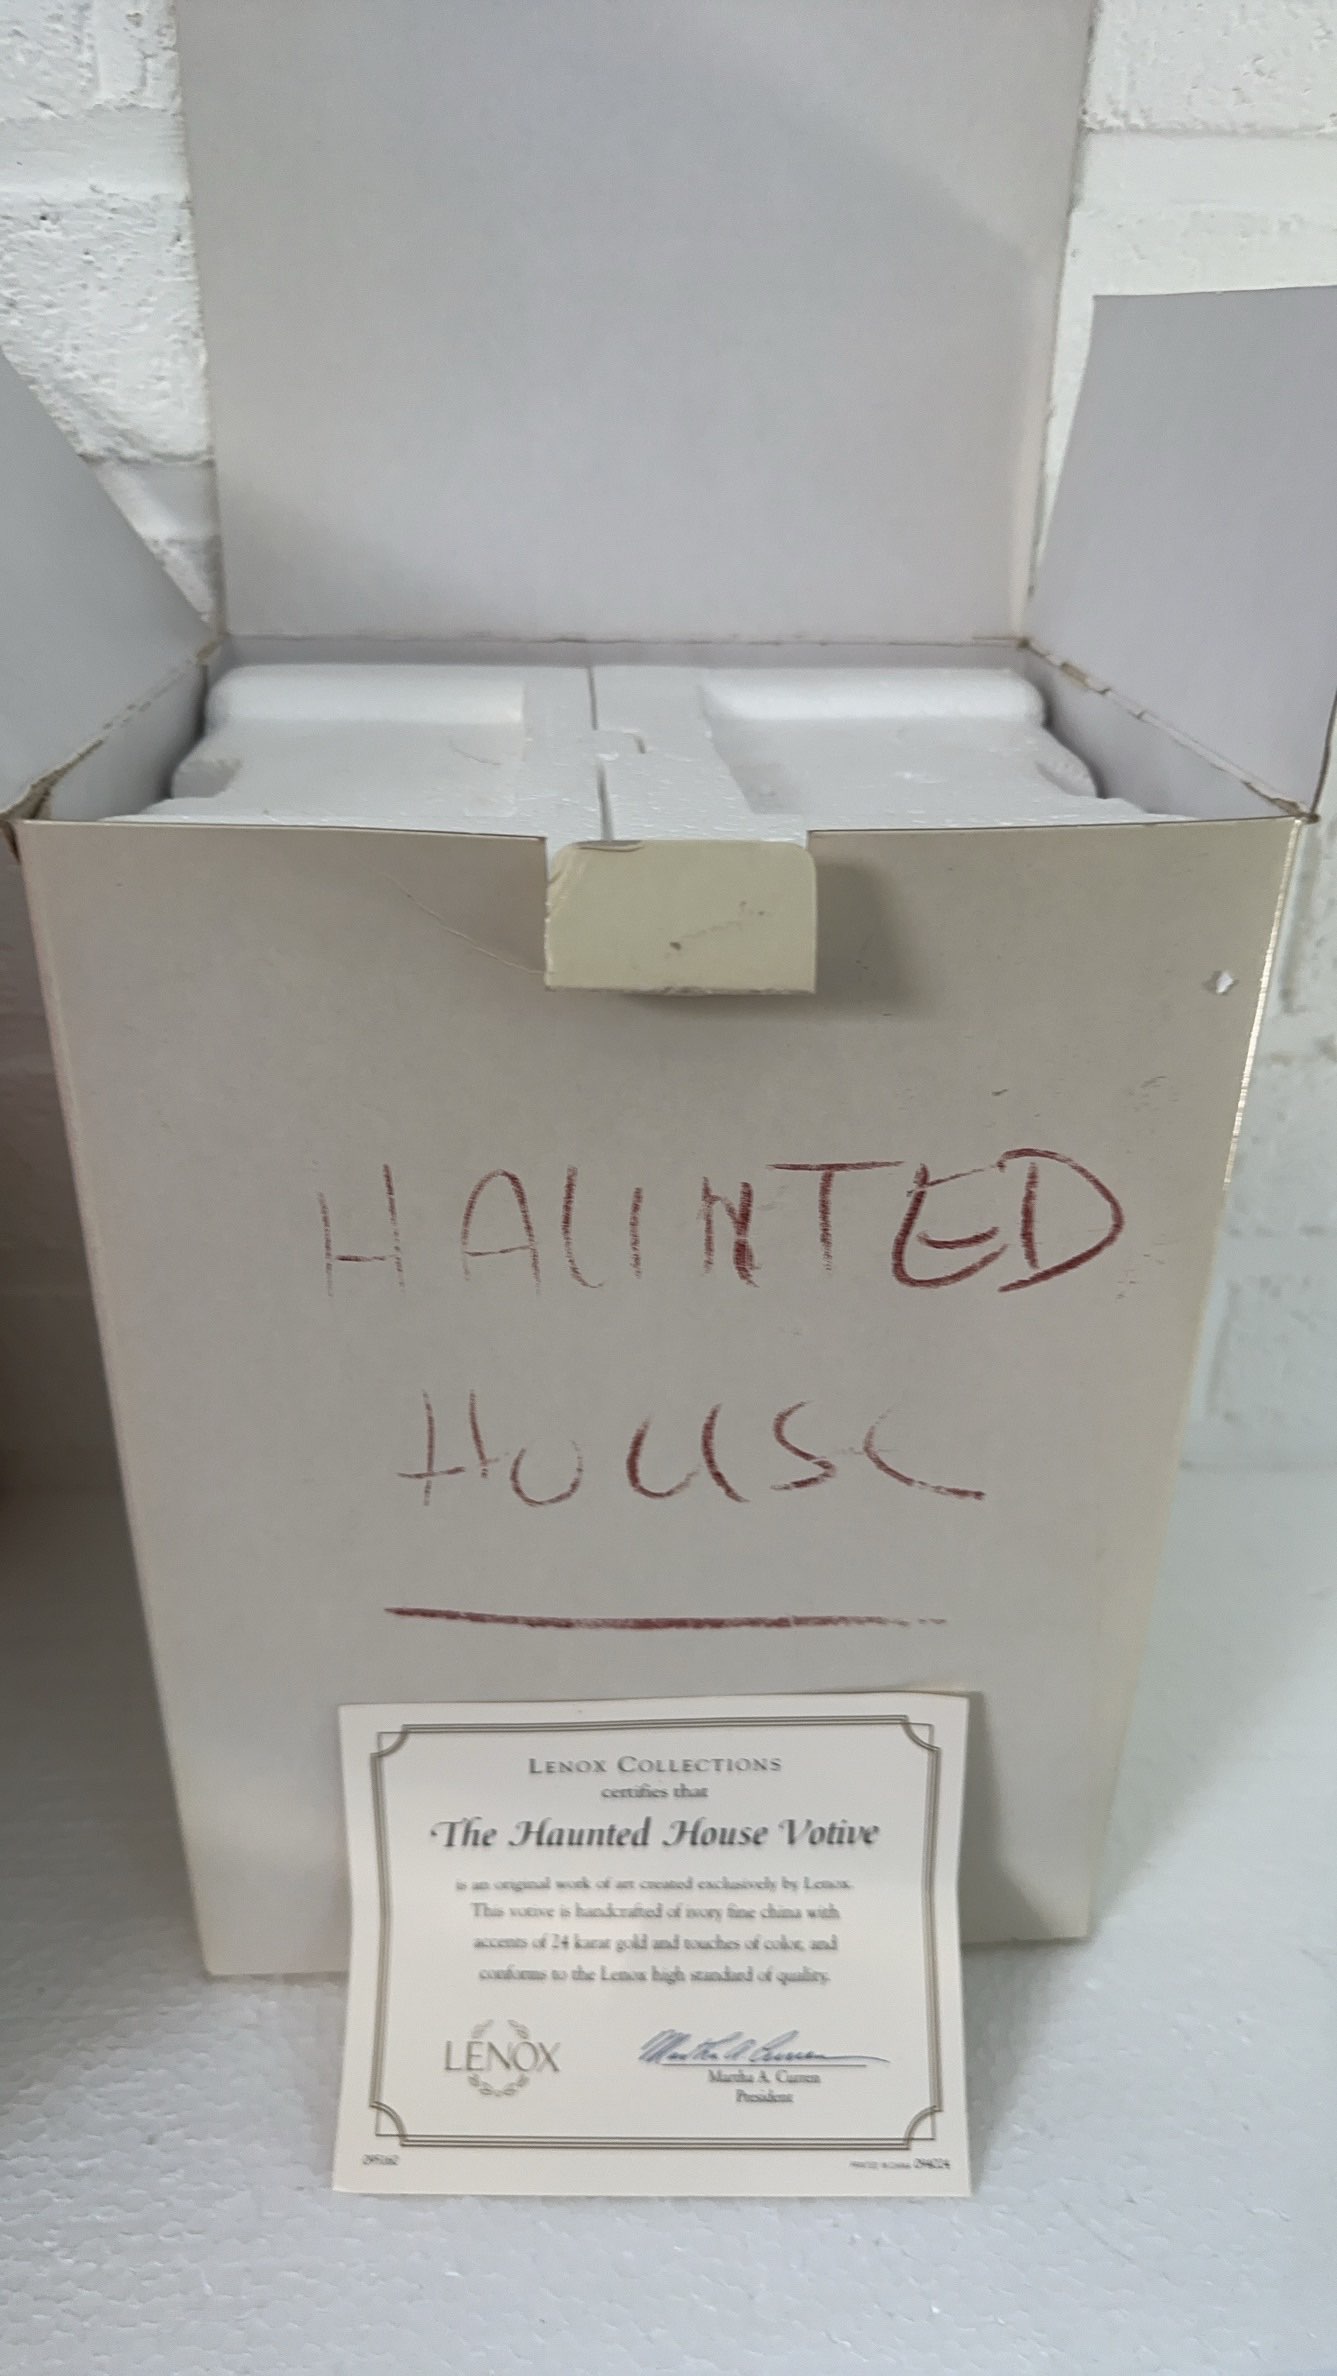 HAUNTED
HOUSE
LENOX COLLECTIONS
certifies that
The Haunted House Votive
is an original work of art created exclusively by Lenox.
This votive is handcrafted of ivory fine china with
accents of 24 karat gold and touches of color, and
conforms to the Lenox high standard of quality.
LENOX
Martha A. Curren
Martha A. Curren
President